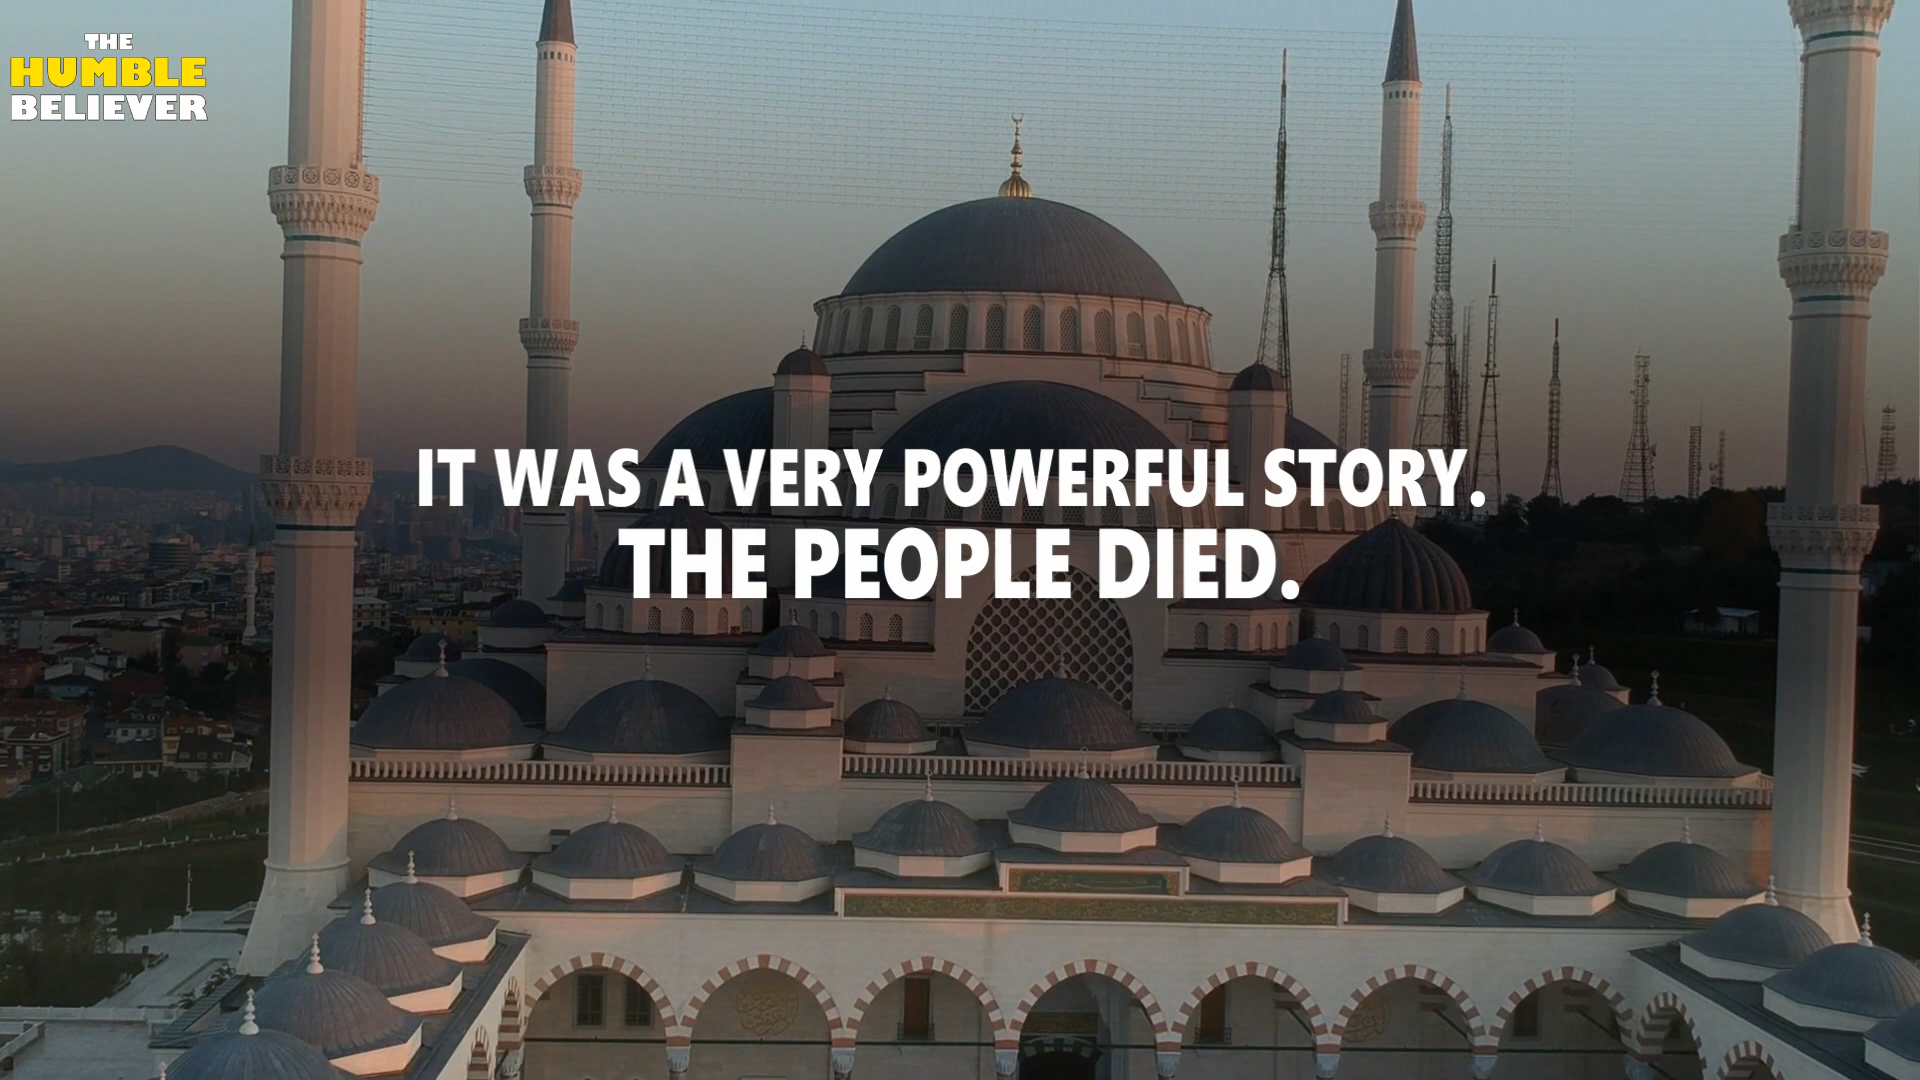 THE
HUMBLE
BELIEVER
IT WAS A VERY POWERFUL STORY.
THE PEOPLE DIED.